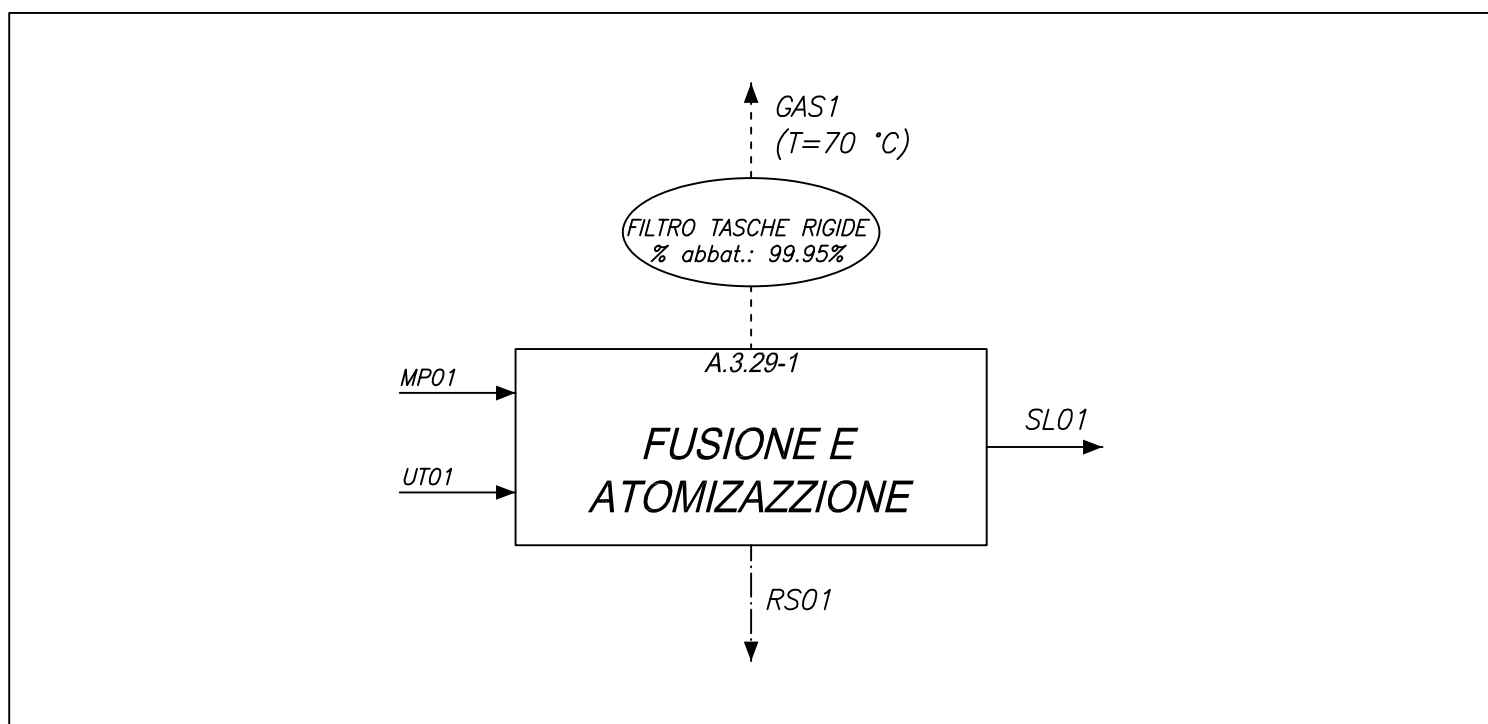 GAS1
(T=70 °C)
FILTRO TASCHE RIGIDE
% abbat.: 99.95%
A.3.29-1
MP01
FUSIONE E
ATOMIZAZZIONE
SL01
UT01
RS01